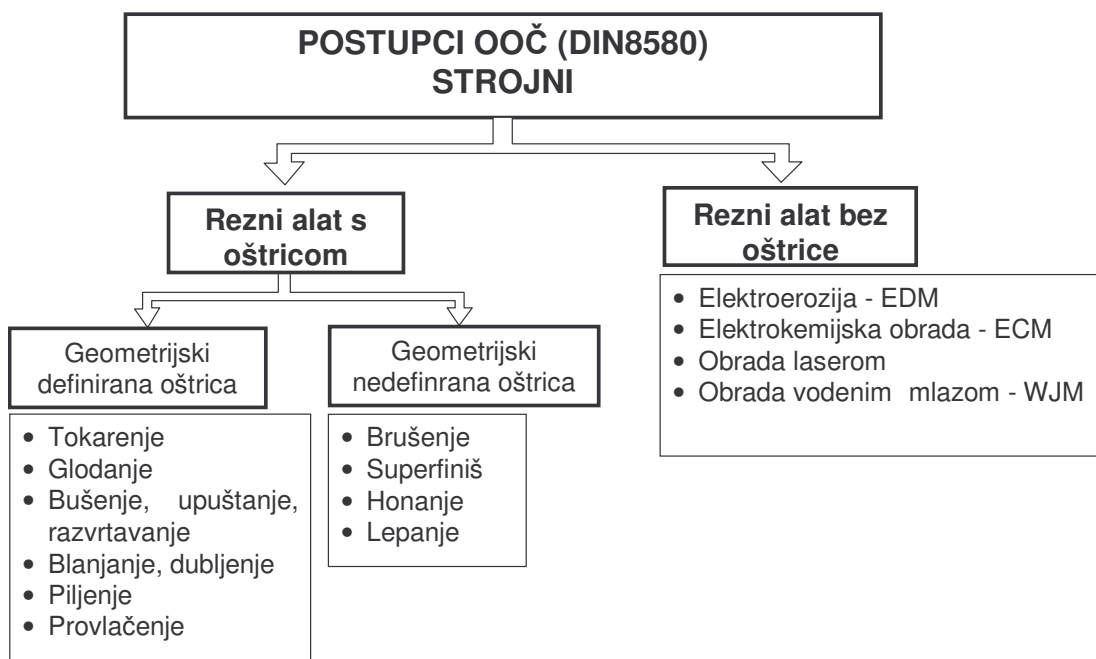 POSTUPCI OOČ (DIN8580)
STROJNI
Rezni alat s
oštricom
Rezni alat bez
oštrice
• Elektroerozija - EDM
• Elektrokemijska obrada - ECM
• Obrada laserom
• Obrada vodenim mlazom - WJM
Geometrijski
definirana oštrica
Geometrijski
nedefinrana oštrica
• Tokarenje
• Glodanje
• Bušenje, upuštanje,
razvrtavanje
• Blanjanje, dubljenje
• Piljenje
• Provlačenje
• Brušenje
• Superfiniš
• Honanje
• Lepanje